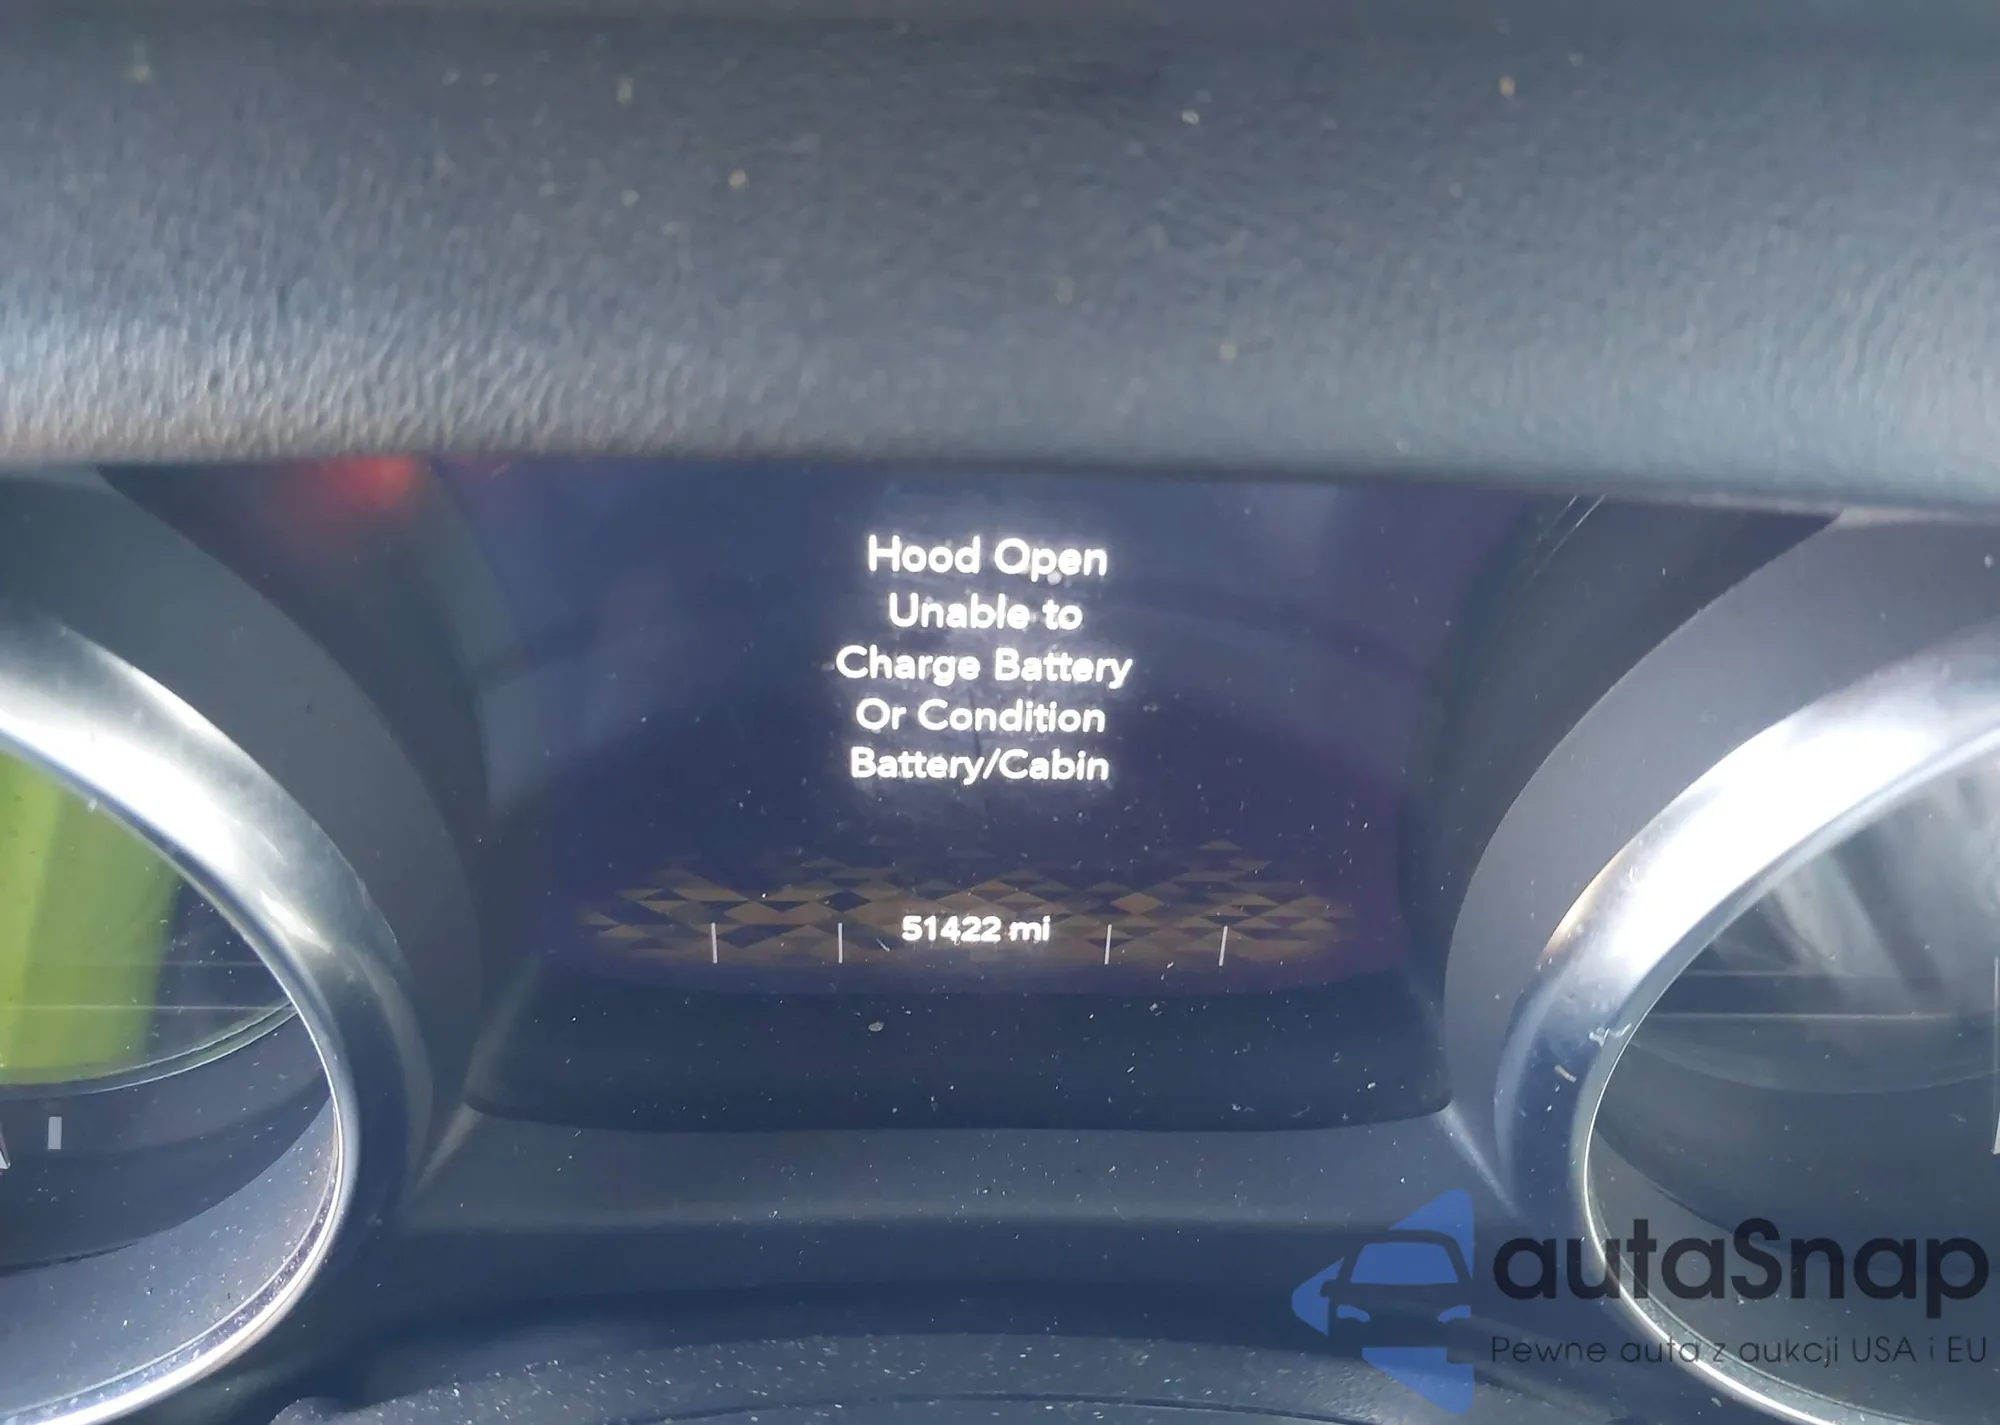 Hood Open
Unable to
Charge Battery
Or Condition
Battery/Cabin
51422 mi
autaSnap
Pewne auta z aukcji USA i EU